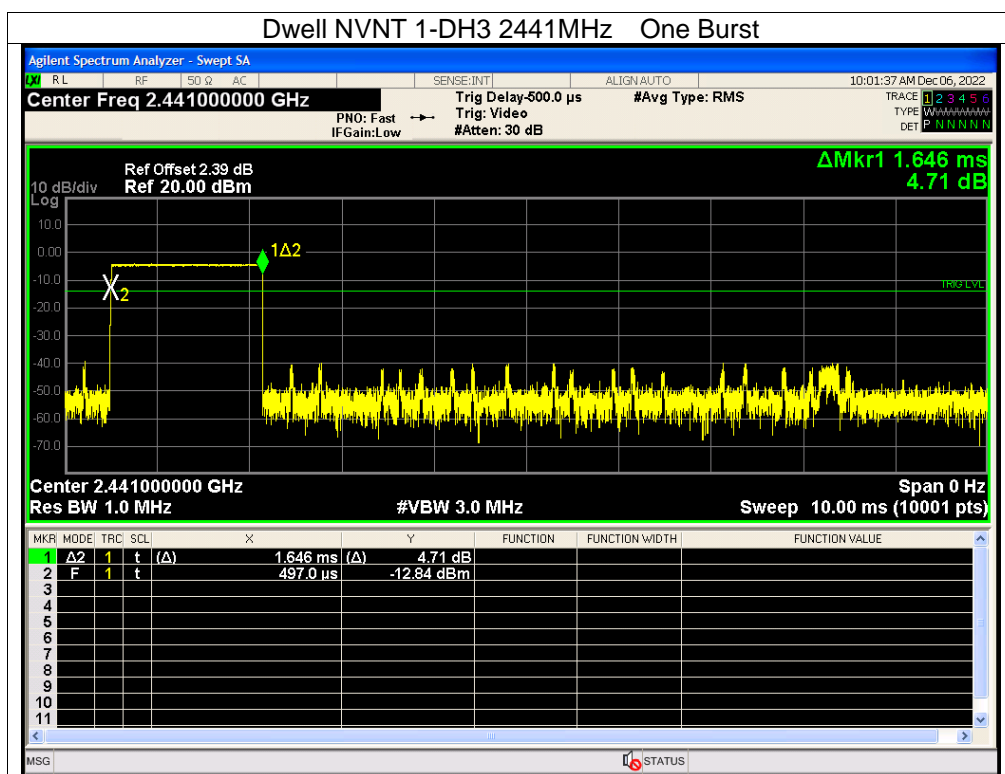 Dwell NVNT 1-DH3 2441MHz One Burst
Agilent Spectrum Analyzer - Swept SA
LXI RL RF 50 Ω AC SENSE:INT ALIGN AUTO 10:01:37 AM Dec 06, 2022
Center Freq 2.441000000 GHz Trig Delay-500.0 µs #Avg Type: RMS TRACE 1 2 3 4 5 6
PNO: Fast Trig: Video TYPE WWWWWW
IFGain:Low #Atten: 30 dB DET P N N N N N
ΔMkr1 1.646 ms
4.71 dB
Ref Offset 2.39 dB
10 dB/div Ref 20.00 dBm
Log
10.0
0.00
1Δ2
-10.0
TRIG LVL
X2
-20.0
-30.0
-40.0
-50.0
-60.0
-70.0
Center 2.441000000 GHz Span 0 Hz
Res BW 1.0 MHz #VBW 3.0 MHz Sweep 10.00 ms (10001 pts)
MKR MODE TRC SCL X Y FUNCTION FUNCTION WIDTH FUNCTION VALUE
1 Δ2 1 t (Δ) 1.646 ms (Δ) 4.71 dB
2 F 1 t 497.0 µs -12.84 dBm
3
4
5
6
7
8
9
10
11
MSG STATUS